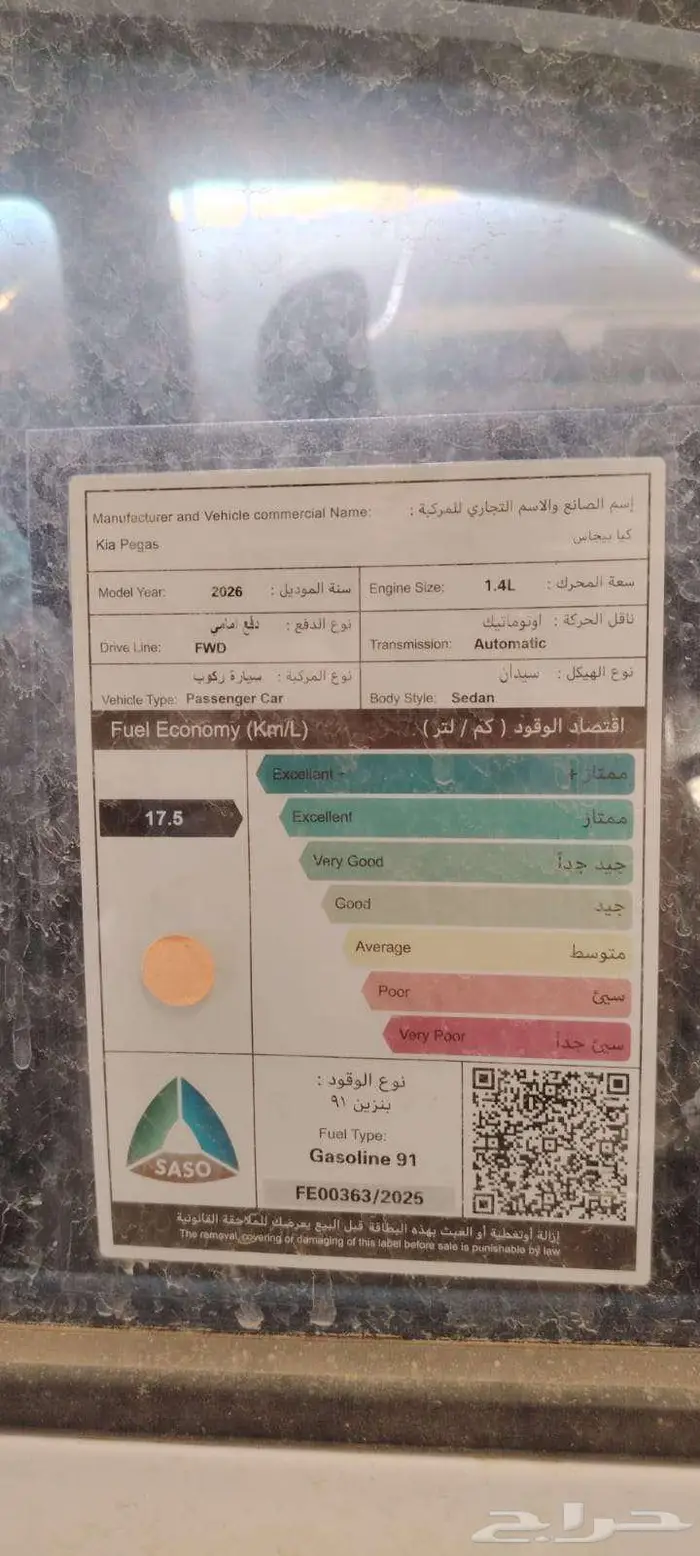 Manufacturer and Vehicle commercial Name: إسم الصانع والاسم التجاري للمركبة :
Kia Pegas كيا بيجاس
Model Year: 2026 سنة الموديل :
Engine Size: 1.4L سعة المحرك :
Drive Line: FWD نوع الدفع : دفع امامي
Transmission: Automatic ناقل الحركة : اوتوماتيك
Vehicle Type: Passenger Car نوع المركبة : سيارة ركوب
Body Style: Sedan نوع الهيكل : سيدان
Fuel Economy (Km/L) اقتصاد الوقود ( كم / لتر )
Excellent + ممتاز +
17.5
Excellent ممتاز
Very Good جيد جداً
Good جيد
Average متوسط
Poor سيئ
Very Poor سيئ جداً
SASO
نوع الوقود :
بنزين ٩١
Fuel Type:
Gasoline 91
FE00363/2025
إزالة أوتغطية أو العبث بهذه البطاقة قبل البيع يعرضك للملاحقة القانونية
The removal, covering or damaging of this label before sale is punishable by law
حراج